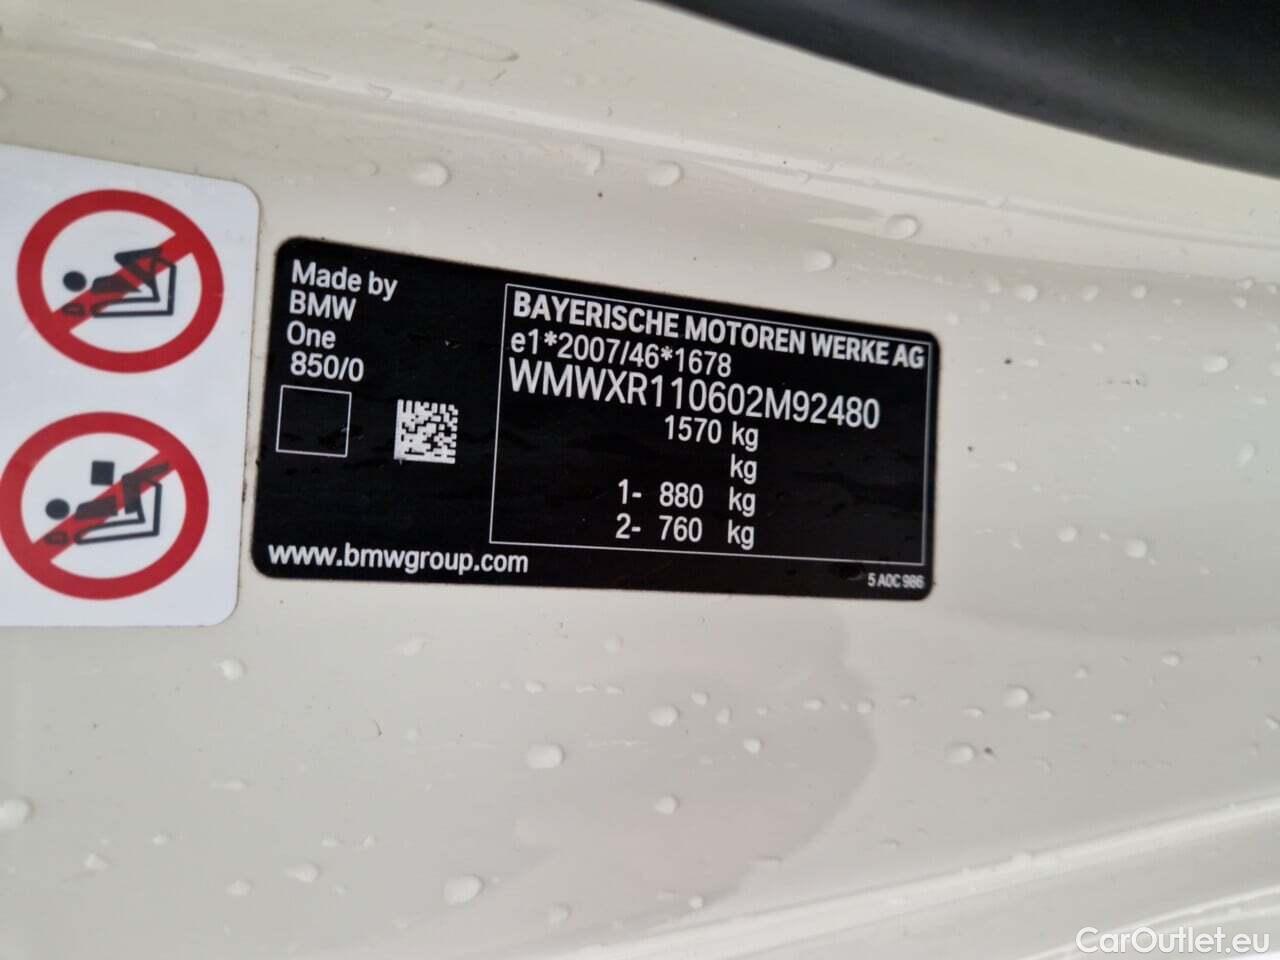 Made by
BMW
One
850/0
www.bmwgroup.com
BAYERISCHE MOTOREN WERKE AG
e1*2007/46*1678
WMWXR110602M92480
1570 kg
kg
1- 880 kg
2- 760 kg
5 A0C 986
CarOutlet.eu